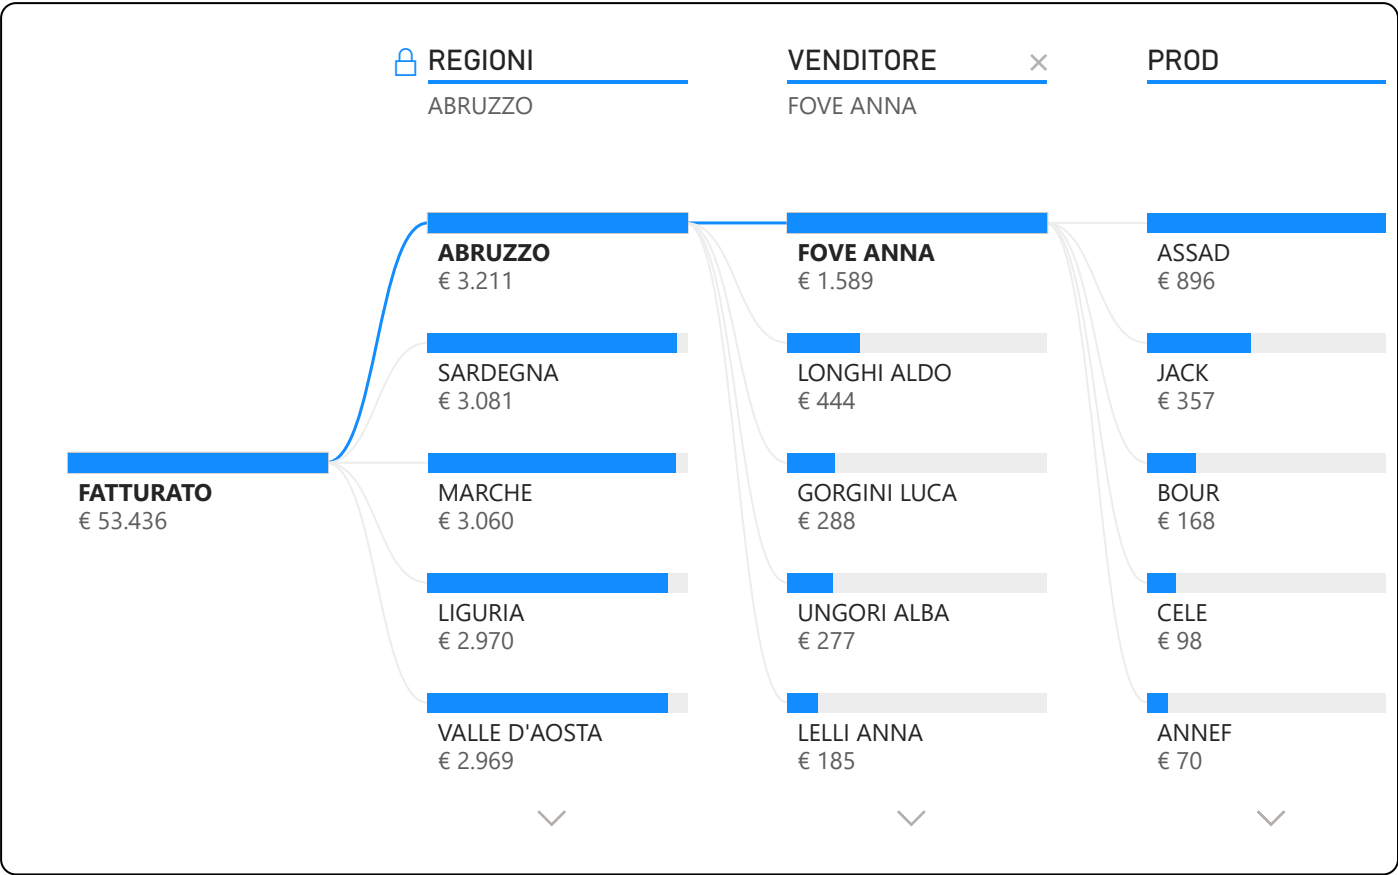 REGIONI
ABRUZZO
VENDITORE
FOVE ANNA
PROD
FATTURATO
€ 53.436
ABRUZZO
€ 3.211
SARDEGNA
€ 3.081
MARCHE
€ 3.060
LIGURIA
€ 2.970
VALLE D'AOSTA
€ 2.969
FOVE ANNA
€ 1.589
LONGHI ALDO
€ 444
GORGINI LUCA
€ 288
UNGORI ALBA
€ 277
LELLI ANNA
€ 185
ASSAD
€ 896
JACK
€ 357
BOUR
€ 168
CELE
€ 98
ANNEF
€ 70